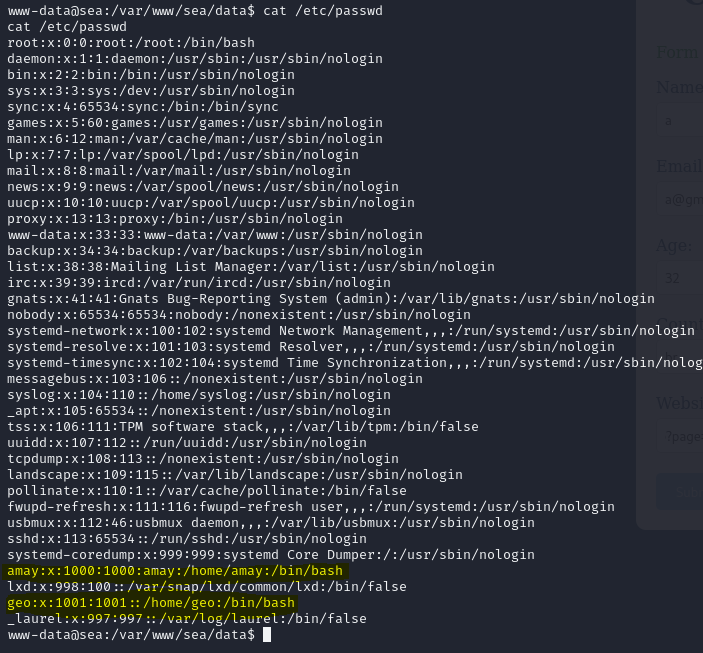 www-data@sea:/var/www/sea/data$ cat /etc/passwd
cat /etc/passwd
root:x:0:0:root:/root:/bin/bash
daemon:x:1:1:daemon:/usr/sbin:/usr/sbin/nologin
bin:x:2:2:bin:/bin:/usr/sbin/nologin
sys:x:3:3:sys:/dev:/usr/sbin/nologin
sync:x:4:65534:sync:/bin:/bin/sync
games:x:5:60:games:/usr/games:/usr/sbin/nologin
man:x:6:12:man:/var/cache/man:/usr/sbin/nologin
lp:x:7:7:lp:/var/spool/lpd:/usr/sbin/nologin
mail:x:8:8:mail:/var/mail:/usr/sbin/nologin
news:x:9:9:news:/var/spool/news:/usr/sbin/nologin
uucp:x:10:10:uucp:/var/spool/uucp:/usr/sbin/nologin
proxy:x:13:13:proxy:/bin:/usr/sbin/nologin
www-data:x:33:33:www-data:/var/www:/usr/sbin/nologin
backup:x:34:34:backup:/var/backups:/usr/sbin/nologin
list:x:38:38:Mailing List Manager:/var/list:/usr/sbin/nologin
irc:x:39:39:ircd:/var/run/ircd:/usr/sbin/nologin
gnats:x:41:41:Gnats Bug-Reporting System (admin):/var/lib/gnats:/usr/sbin/nologin
nobody:x:65534:65534:nobody:/nonexistent:/usr/sbin/nologin
systemd-network:x:100:102:systemd Network Management,,,:/run/systemd:/usr/sbin/nologin
systemd-resolve:x:101:103:systemd Resolver,,,:/run/systemd:/usr/sbin/nologin
systemd-timesync:x:102:104:systemd Time Synchronization,,,:/run/systemd:/usr/sbin/nolog
messagebus:x:103:106::/nonexistent:/usr/sbin/nologin
syslog:x:104:110::/home/syslog:/usr/sbin/nologin
_apt:x:105:65534::/nonexistent:/usr/sbin/nologin
tss:x:106:111:TPM software stack,,,:/var/lib/tpm:/bin/false
uuidd:x:107:112::/run/uuidd:/usr/sbin/nologin
tcpdump:x:108:113::/nonexistent:/usr/sbin/nologin
landscape:x:109:115::/var/lib/landscape:/usr/sbin/nologin
pollinate:x:110:1::/var/cache/pollinate:/bin/false
fwupd-refresh:x:111:116:fwupd-refresh user,,,:/run/systemd:/usr/sbin/nologin
usbmux:x:112:46:usbmux daemon,,,:/var/lib/usbmux:/usr/sbin/nologin
sshd:x:113:65534::/run/sshd:/usr/sbin/nologin
systemd-coredump:x:999:999:systemd Core Dumper:/:/usr/sbin/nologin
amay:x:1000:1000:amay:/home/amay:/bin/bash
lxd:x:998:100::/var/snap/lxd/common/lxd:/bin/false
geo:x:1001:1001::/home/geo:/bin/bash
_laurel:x:997:997::/var/log/laurel:/bin/false
www-data@sea:/var/www/sea/data$
Form
Name
a
Email
a@gm
Age:
32
Websi
?page